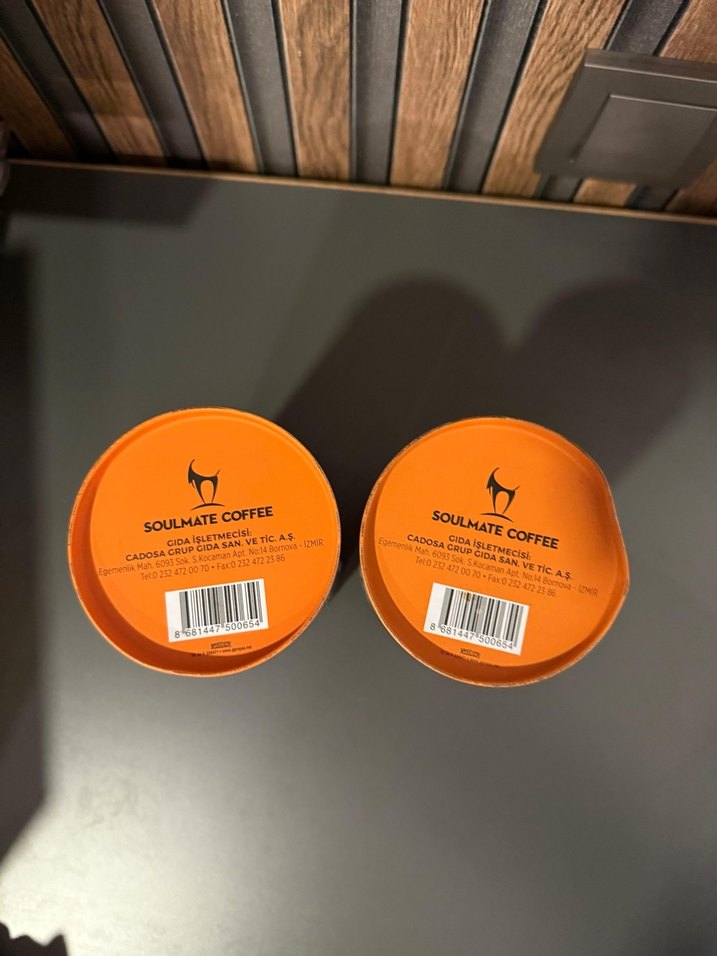 SOULMATE COFFEE
GIDA İŞLETMECİSİ:
CADOSA GRUP GIDA SAN. VE TİC. A.Ş.
Egemenlik Mah. 6093 Sok. S.Kocaman Apt. No:14 Bornova - İZMİR
Tel:0 232 472 00 70 • Fax:0 232 472 23 86
8 681447 500654
SOULMATE COFFEE
GIDA İŞLETMECİSİ:
CADOSA GRUP GIDA SAN. VE TİC. A.Ş.
Egemenlik Mah. 6093 Sok. S.Kocaman Apt. No:14 Bornova - İZMİR
Tel:0 232 472 00 70 • Fax:0 232 472 23 86
8 681447 500654